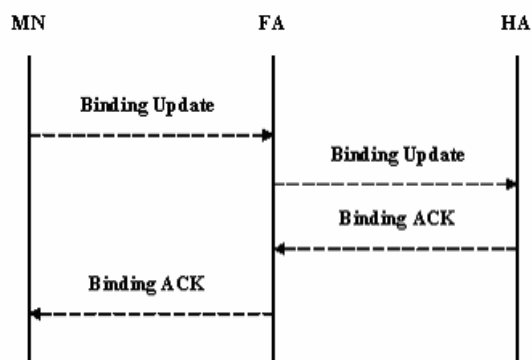 MN FA HA
Binding Update
Binding Update
Binding ACK
Binding ACK